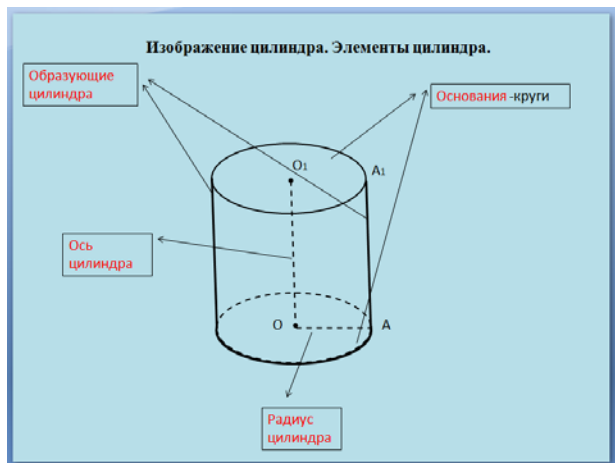 Изображение цилиндра. Элементы цилиндра.
Образующие
цилиндра
Основания -круги
O₁
A₁
Ось
цилиндра
O
A
Радиус
цилиндра